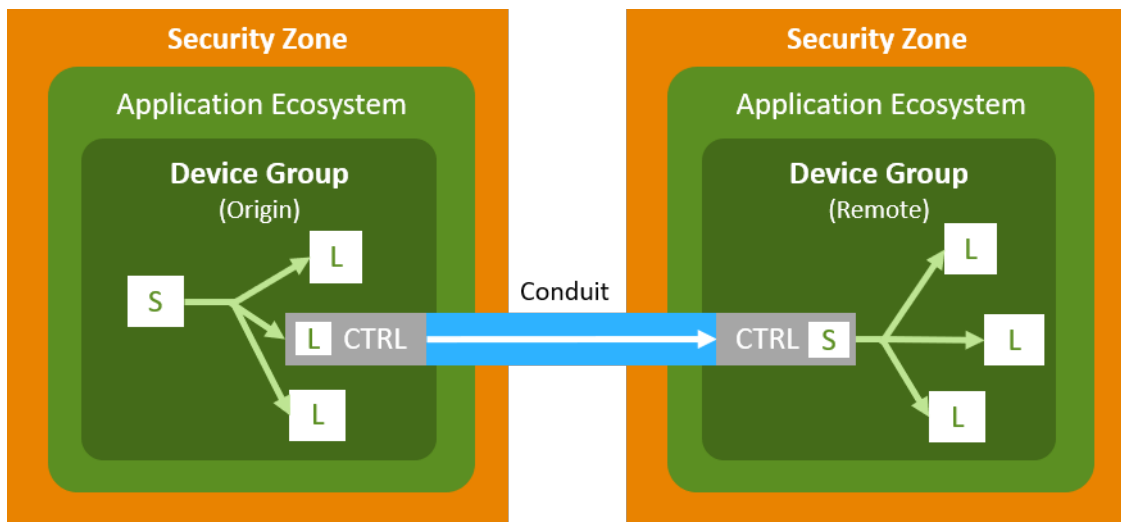 Security Zone
Application Ecosystem
Device Group
(Origin)
L
S
L CTRL
L
Conduit
Security Zone
Application Ecosystem
Device Group
(Remote)
L
CTRL S
L
L